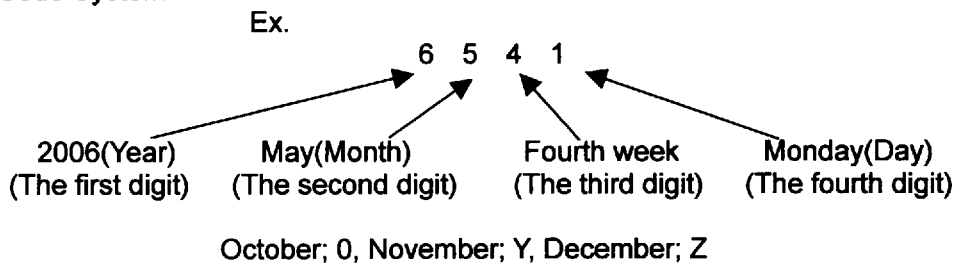 Ex.
6 5 4 1
2006(Year) May(Month) Fourth week Monday(Day)
(The first digit) (The second digit) (The third digit) (The fourth digit)
October; 0, November; Y, December; Z